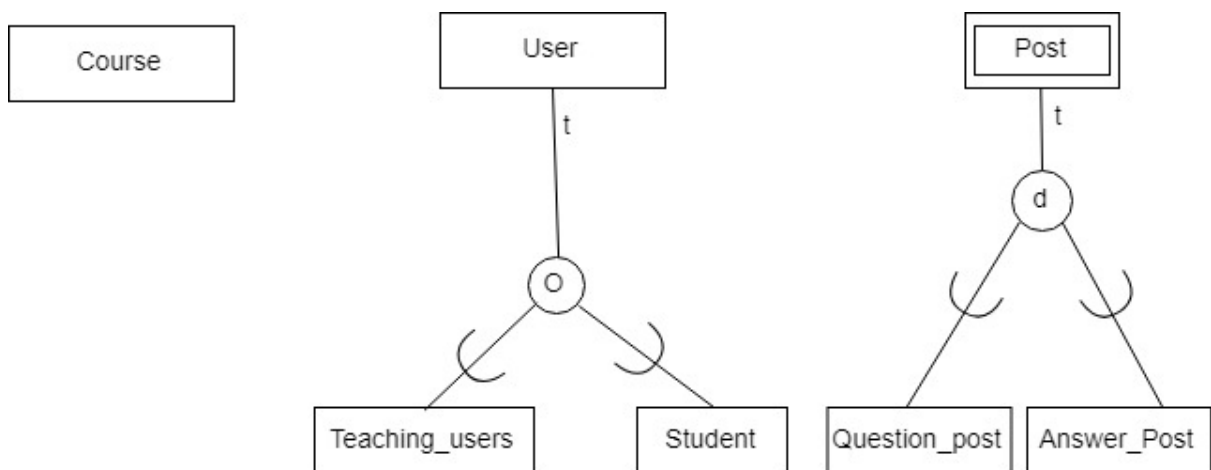 Course
User
Post
t
t
d
O
Teaching_users
Student
Question_post
Answer_Post